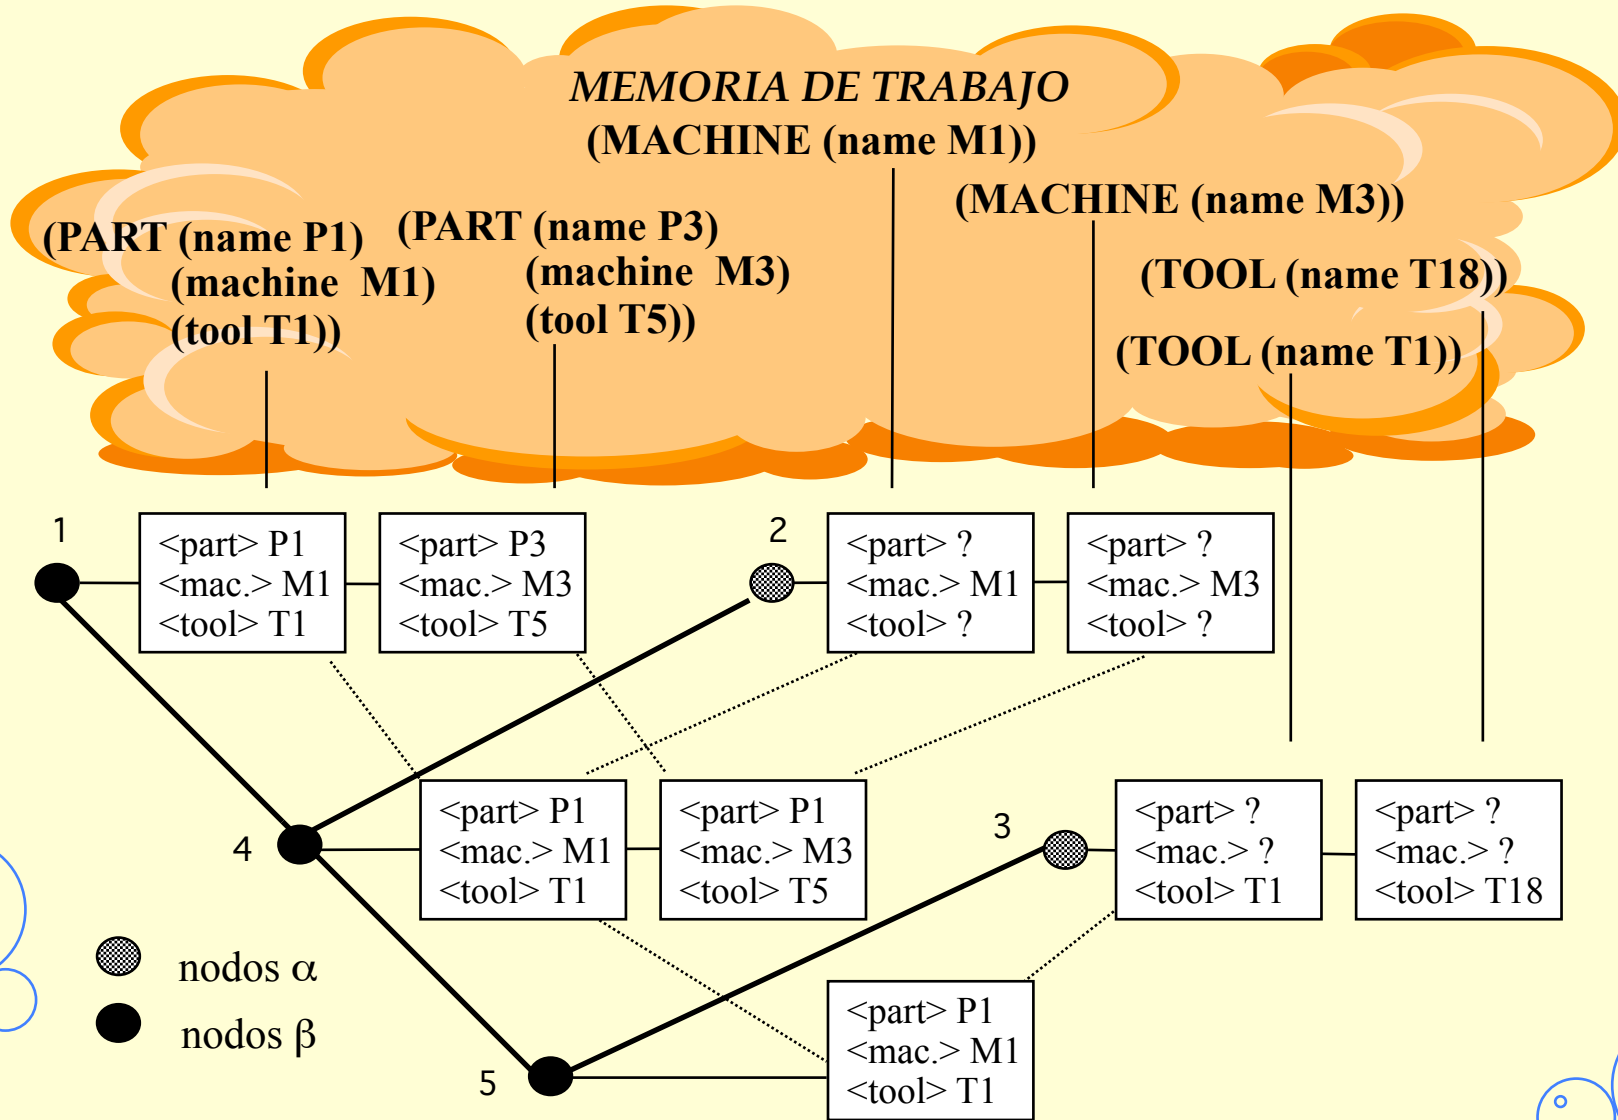 MEMORIA DE TRABAJO
(MACHINE (name M1))
(MACHINE (name M3))
(PART (name P1)
(machine M1)
(tool T1))
(PART (name P3)
(machine M3)
(tool T5))
(TOOL (name T18))
(TOOL (name T1))
1
<part> P1
<mac.> M1
<tool> T1
<part> P3
<mac.> M3
<tool> T5
2
<part> ?
<mac.> M1
<tool> ?
<part> ?
<mac.> M3
<tool> ?
4
<part> P1
<mac.> M1
<tool> T1
<part> P1
<mac.> M3
<tool> T5
3
<part> ?
<mac.> ?
<tool> T1
<part> ?
<mac.> ?
<tool> T18
nodos α
nodos β
5
<part> P1
<mac.> M1
<tool> T1